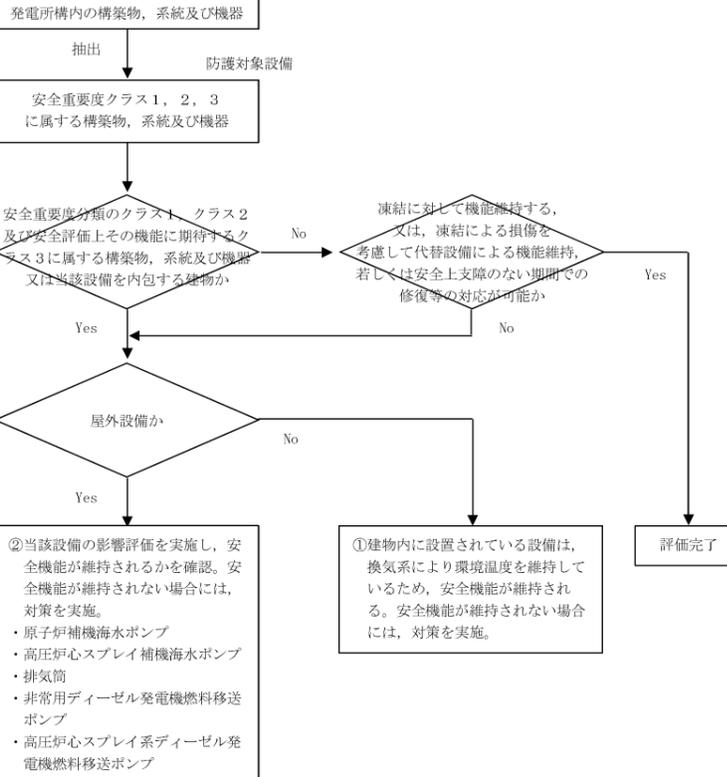 発電所構内の構築物，系統及び機器
抽出
防護対象設備
安全重要度クラス１，２，３
に属する構築物，系統及び機器
安全重要度分類のクラス１，クラス２
及び安全評価上その機能に期待するク
ラス３に属する構築物，系統及び機器
又は当該設備を内包する建物か
No
凍結に対して機能維持する，
又は，凍結による損傷を
考慮して代替設備による機能維持，
若しくは安全上支障のない期間での
修復等の対応が可能か
Yes
Yes
No
屋外設備か
No
Yes
②当該設備の影響評価を実施し，安
全機能が維持されるかを確認。安
全機能が維持されない場合には，
対策を実施。
・原子炉補機海水ポンプ
・高圧炉心スプレイ補機海水ポンプ
・排気筒
・非常用ディーゼル発電機燃料移送
ポンプ
・高圧炉心スプレイ系ディーゼル発
電機燃料移送ポンプ
①建物内に設置されている設備は，
換気系により環境温度を維持して
いるため，安全機能が維持され
る。安全機能が維持されない場合
には，対策を実施。
評価完了